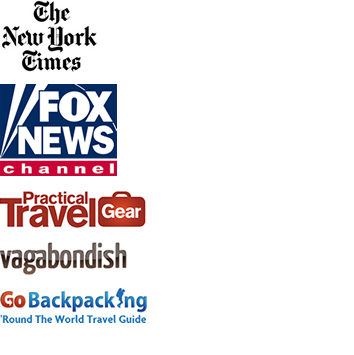 The
New York
Times
FOX
NEWS
channel
Practical
Travel Gear
vagabondish
Go Backpacking
'Round The World Travel Guide